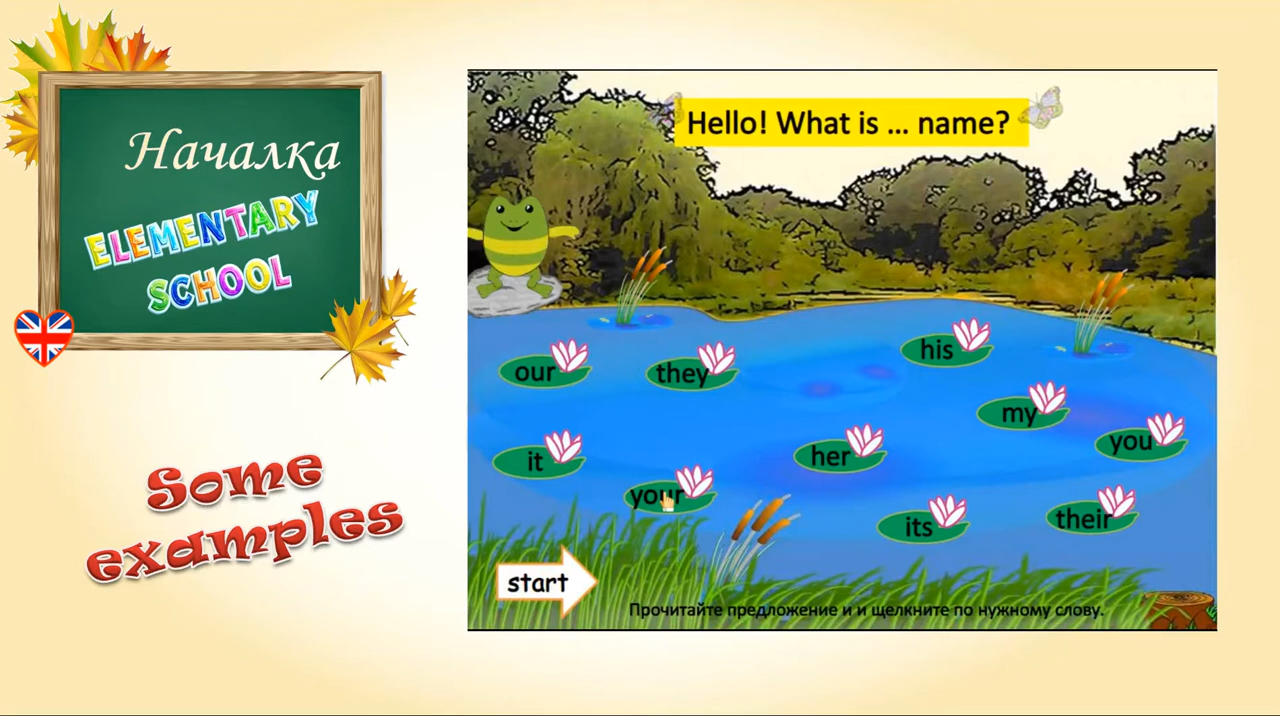 Началка
ELEMENTARY
SCHOOL
Some
examples
Hello! What is ... name?
our
they
his
my
you
it
her
your
its
their
start
Прочитайте предложение и и щелкните по нужному слову.